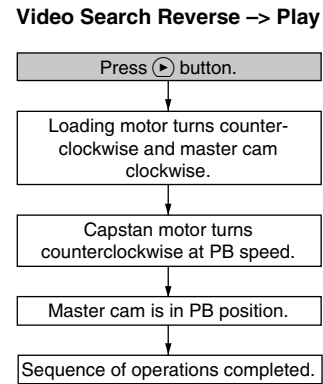 Video Search Reverse –> Play
Press ▶ button.
Loading motor turns counter-
clockwise and master cam
clockwise.
Capstan motor turns
counterclockwise at PB speed.
Master cam is in PB position.
Sequence of operations completed.